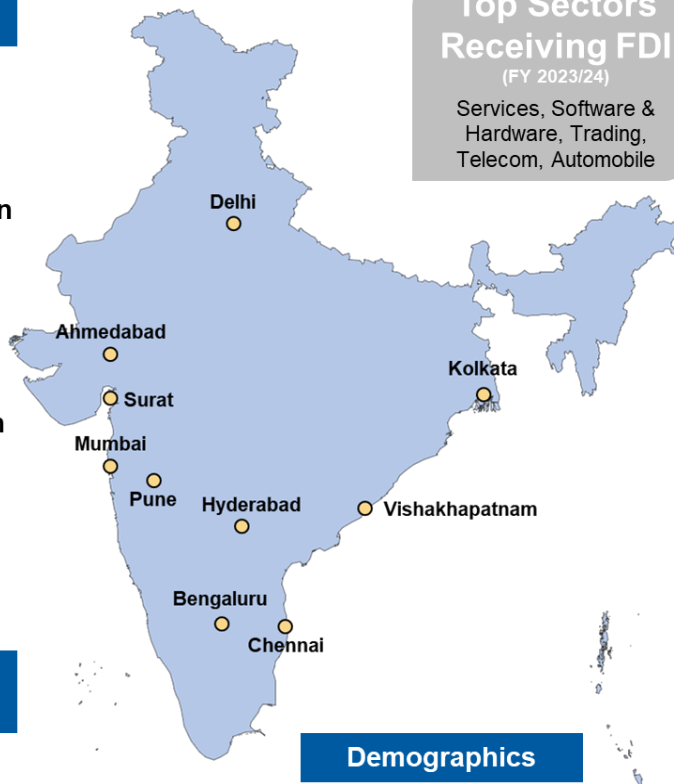 Top Sectors
Receiving FDI
(FY 2023/24)
Services, Software &
Hardware, Trading,
Telecom, Automobile
Delhi
Ahmedabad
Kolkata
Surat
Mumbai
Pune
Hyderabad
Vishakhapatnam
Bengaluru
Chennai
Demographics